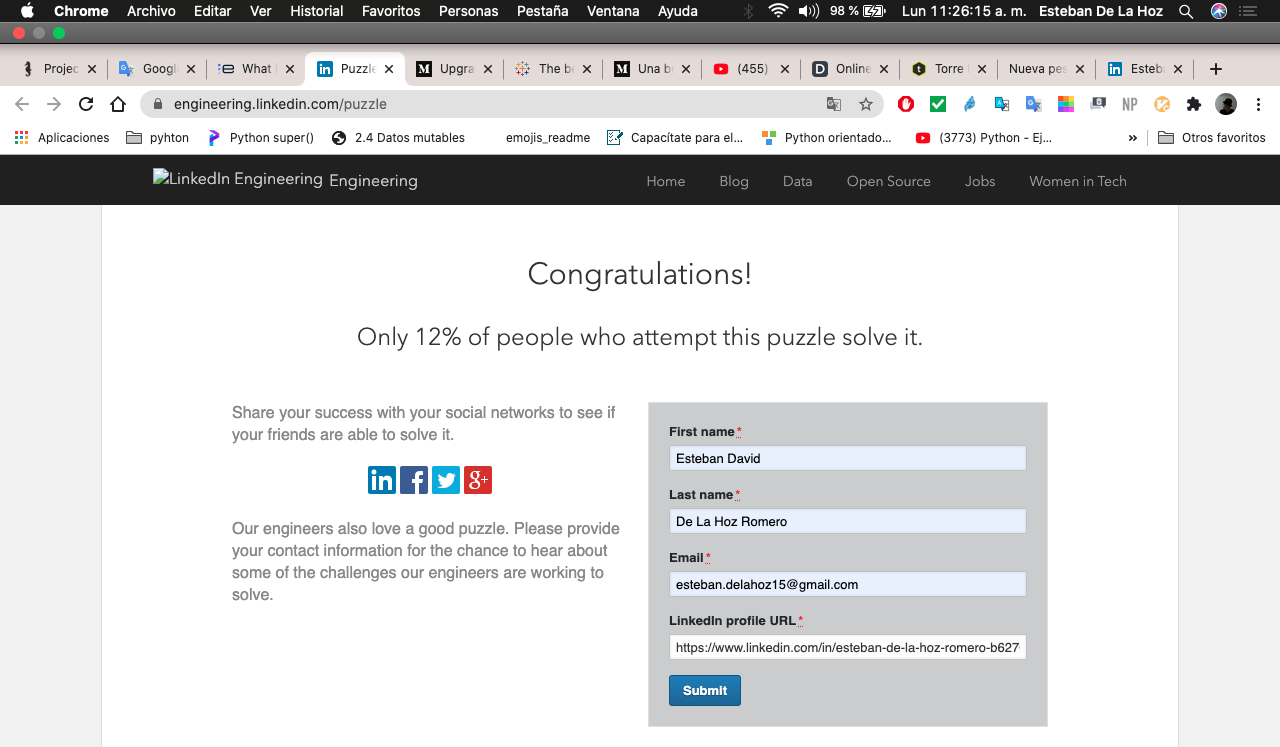 Chrome Archivo Editar Ver Historial Favoritos Personas Pestaña Ventana Ayuda 98 % Lun 11:26:15 a. m. Esteban De La Hoz
Projec Googl What Puzzle Upgra The be Una b (455) Online Torre Nueva pes Esteba
engineering.linkedin.com/puzzle NP
Aplicaciones pyhton Python super() 2.4 Datos mutables emojis_readme Capacítate para el... Python orientado... (3773) Python - Ej... » Otros favoritos
LinkedIn Engineering Engineering Home Blog Data Open Source Jobs Women in Tech
Congratulations!
Only 12% of people who attempt this puzzle solve it.
Share your success with your social networks to see if
your friends are able to solve it.
in f g+
Our engineers also love a good puzzle. Please provide
your contact information for the chance to hear about
some of the challenges our engineers are working to
solve.
First name*
Esteban David
Last name*
De La Hoz Romero
Email*
esteban.delahoz15@gmail.com
LinkedIn profile URL*
https://www.linkedin.com/in/esteban-de-la-hoz-romero-b627
Submit